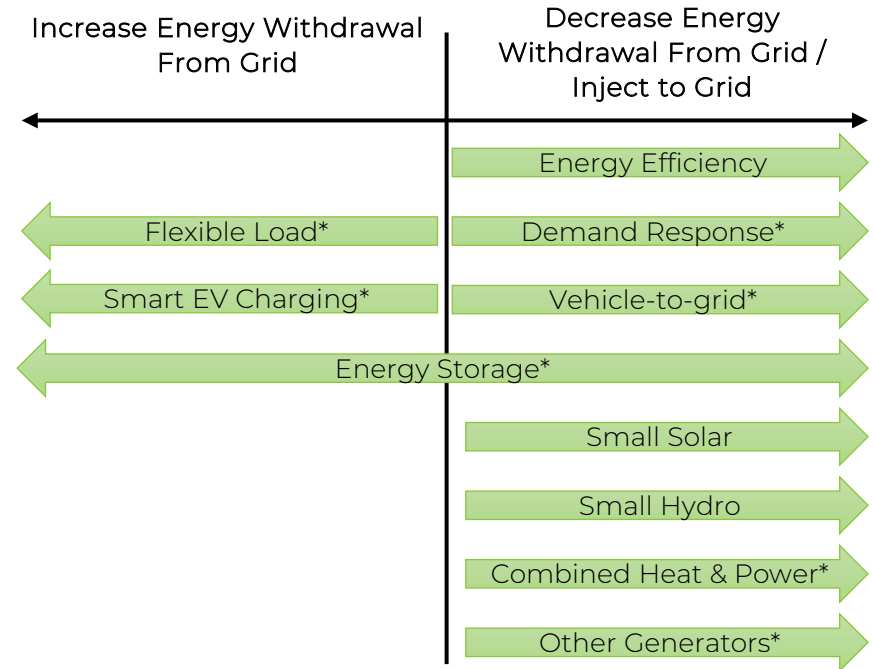 Increase Energy Withdrawal
From Grid
Decrease Energy
Withdrawal From Grid /
Inject to Grid
Energy Efficiency
Flexible Load*
Demand Response*
Smart EV Charging*
Vehicle-to-grid*
Energy Storage*
Small Solar
Small Hydro
Combined Heat & Power*
Other Generators*